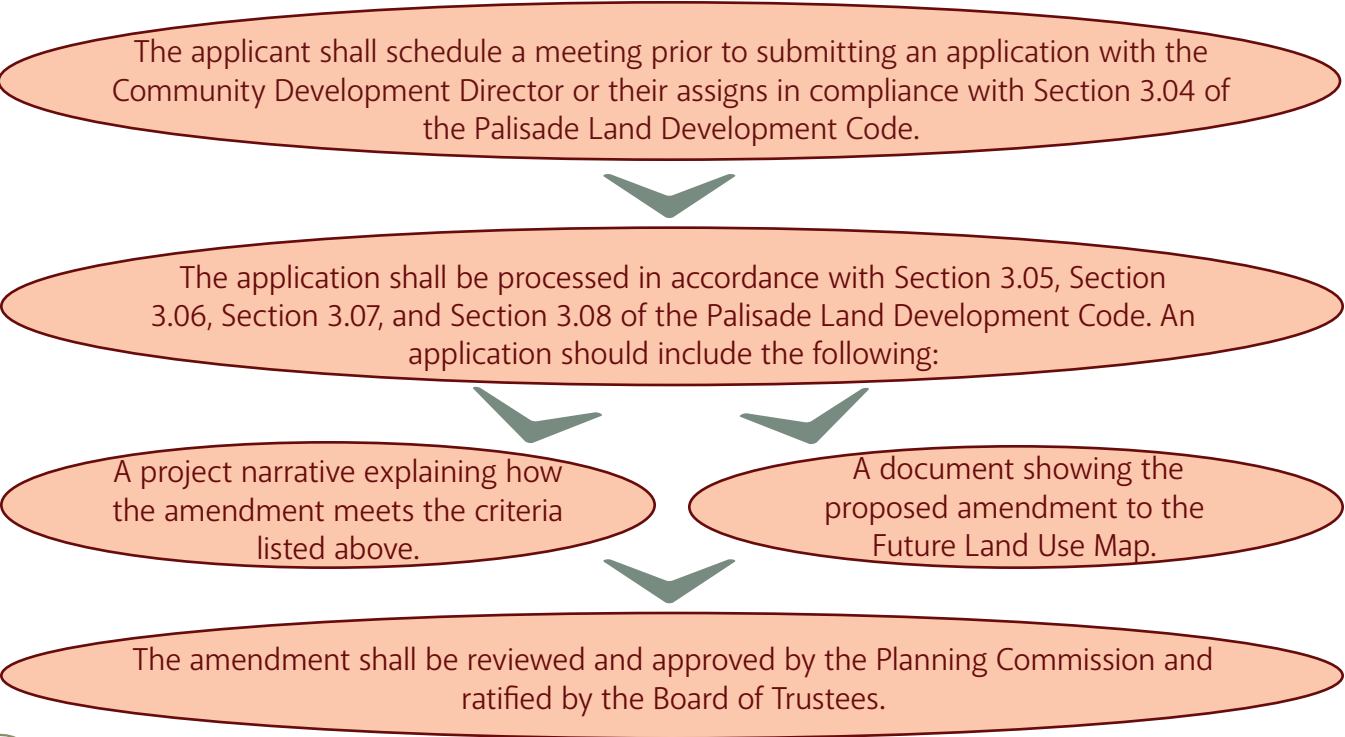 The applicant shall schedule a meeting prior to submitting an application with the
Community Development Director or their assigns in compliance with Section 3.04 of
the Palisade Land Development Code.
The application shall be processed in accordance with Section 3.05, Section
3.06, Section 3.07, and Section 3.08 of the Palisade Land Development Code. An
application should include the following:
A project narrative explaining how
the amendment meets the criteria
listed above.
A document showing the
proposed amendment to the
Future Land Use Map.
The amendment shall be reviewed and approved by the Planning Commission and
ratified by the Board of Trustees.